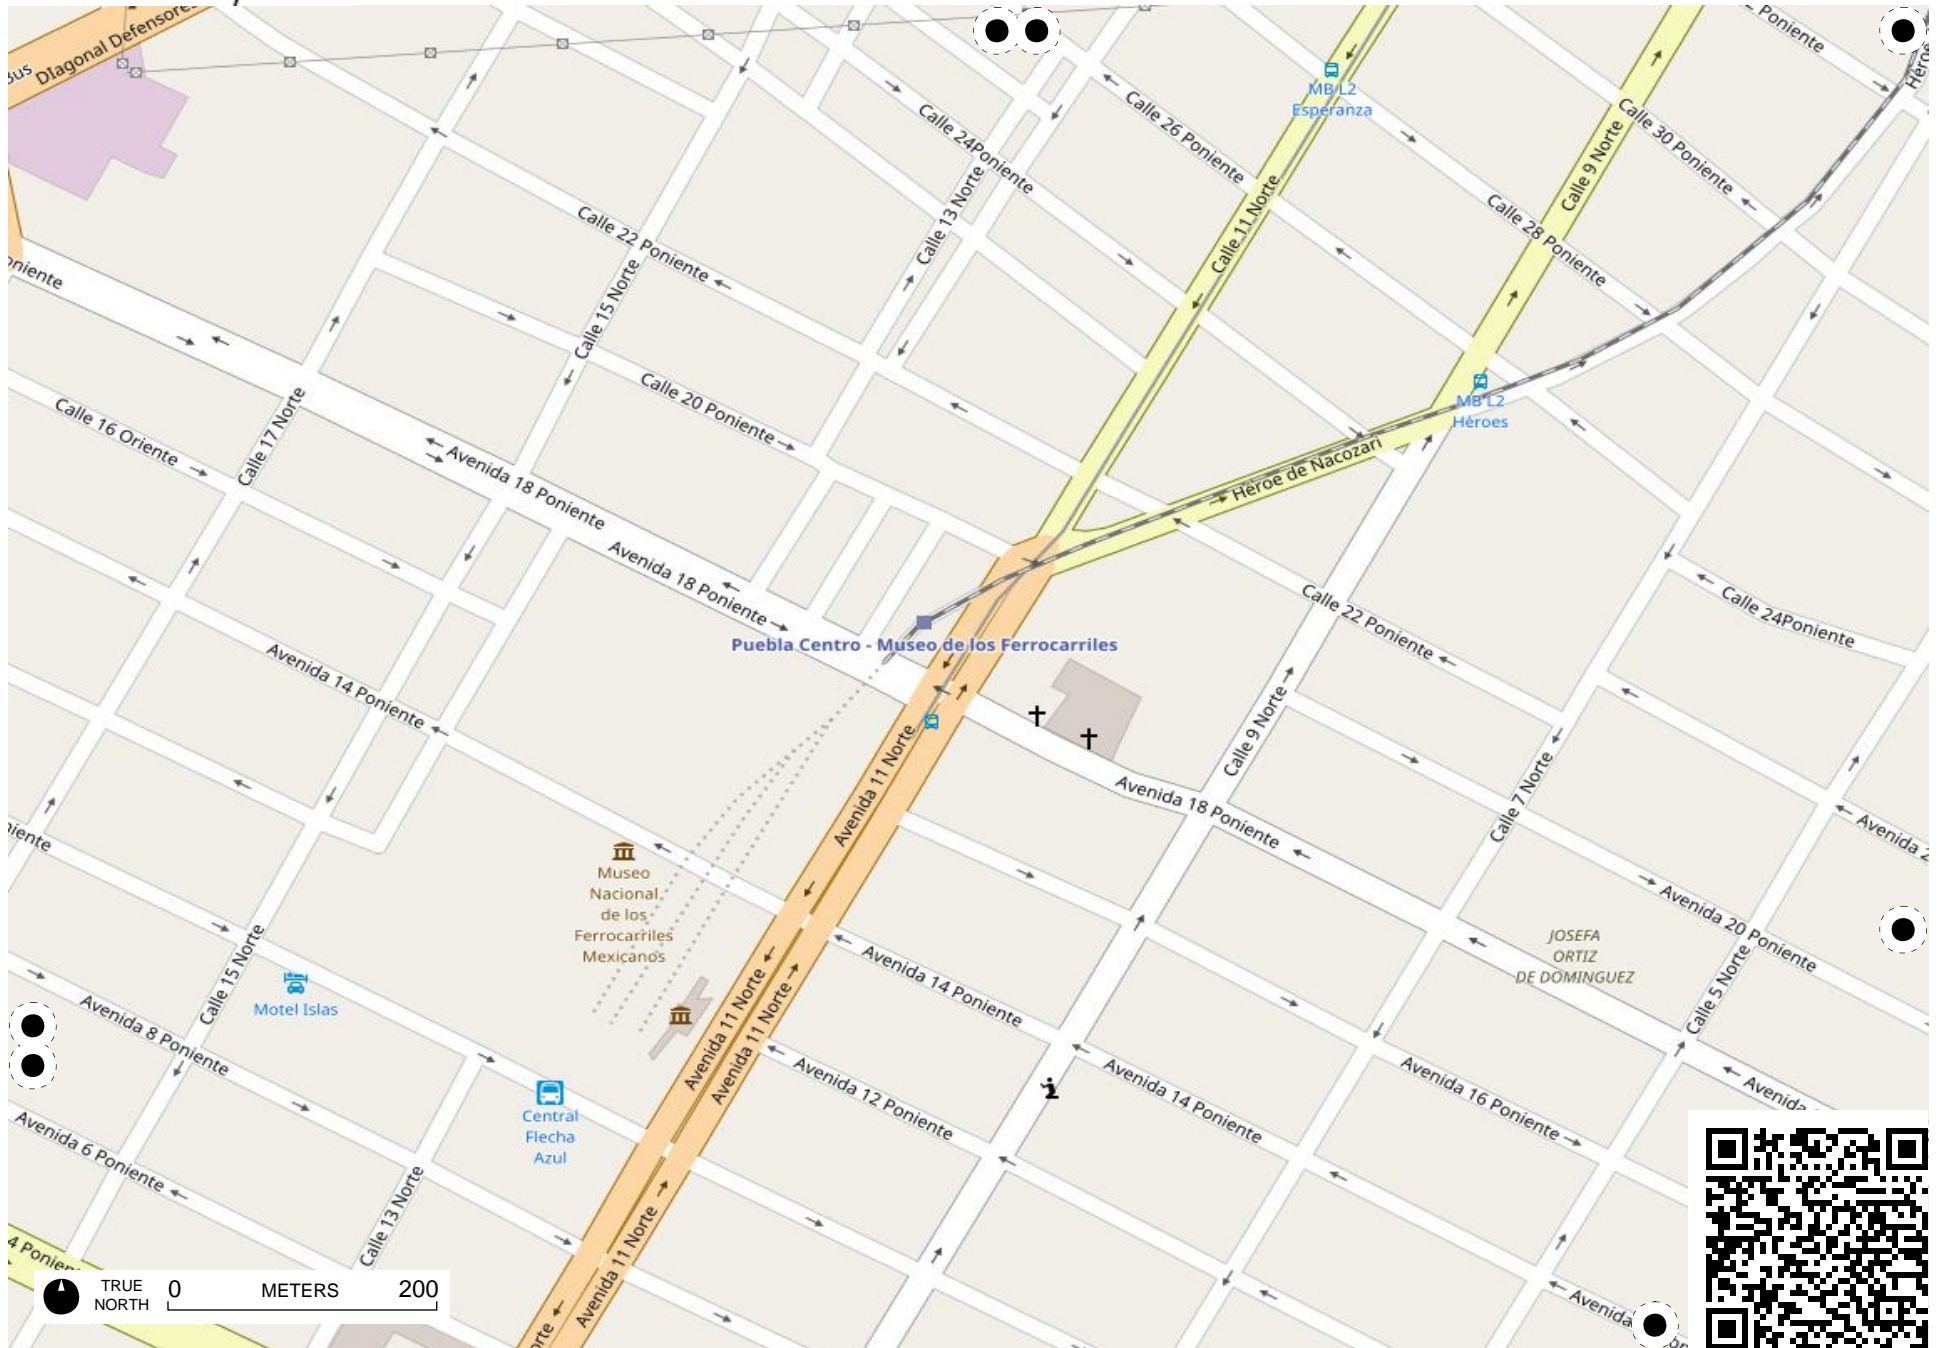 Diagonal Defensores
Bus
MB L2
Esperanza
Calle 24Poniente
Calle 26 Poniente
Calle 30 Poniente
Poniente
Calle 9 Norte
Calle 11 Norte
Calle 13 Norte
Calle 22 Poniente
Calle 28 Poniente
Calle 15 Norte
Calle 20 Poniente
Calle 16 Oriente
Calle 17 Norte
Avenida 18 Poniente
MB L2
Héroes
Héroe de Nacozari
Avenida 18 Poniente
Calle 22 Poniente
Calle 24Poniente
Puebla Centro - Museo de los Ferrocarriles
Avenida 14 Poniente
Calle 9 Norte
Avenida 11 Norte
Avenida 18 Poniente
Calle 7 Norte
Museo
Nacional
de los
Ferrocarriles
Mexicanos
Avenida 20 Poniente
JOSEFA
ORTIZ
DE DOMINGUEZ
Calle 15 Norte
Motel Islas
Avenida 14 Poniente
Calle 5 Norte
Avenida 11 Norte
Avenida 11 Norte
Avenida 8 Poniente
Avenida 12 Poniente
Avenida 14 Poniente
Avenida 16 Poniente
Avenida
Central
Flecha
Azul
Avenida 6 Poniente
Calle 13 Norte
Avenida 11 Norte
4 Poniente
Avenida
TRUE
NORTH
0 METERS 200